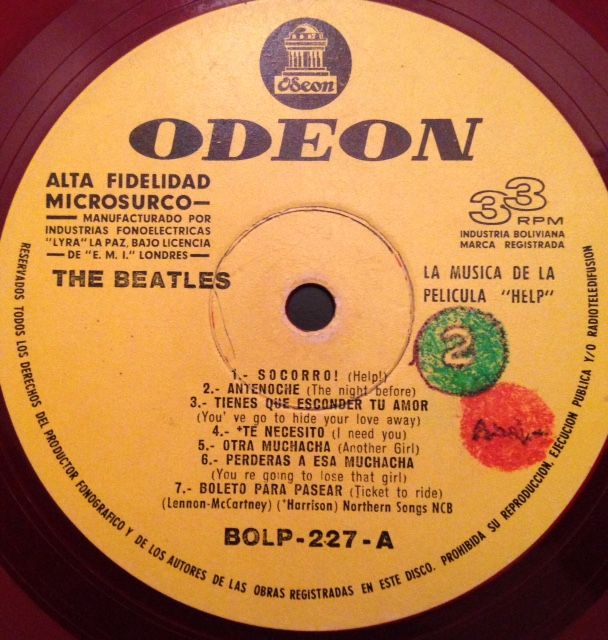 Odeon
ODEON
ALTA FIDELIDAD
MICROSURCO—
MANUFACTURADO POR
INDUSTRIAS FONOELECTRICAS
"LYRA" LA PAZ, BAJO LICENCIA
— DE "E. M. I." LONDRES —
THE BEATLES
33
RPM
INDUSTRIA BOLIVIANA
MARCA REGISTRADA
LA MUSICA DE LA
PELICULA "HELP"
2
1.- SOCORRO! (Help!)
2.- ANTENOCHE (The night before)
3.- TIENES QUE ESCONDER TU AMOR
(You' ve go to hide your love away)
4.- *TE NECESITO (I need you)
5.- OTRA MUCHACHA (Another Girl)
6.- PERDERAS A ESA MUCHACHA
(You re going to lose that girl)
7.- BOLETO PARA PASEAR (Ticket to ride)
(Lennon-McCartney) (*Harrison) Northern Songs NCB
BOLP-227-A
RESERVADOS TODOS LOS DERECHOS DEL PRODUCTOR FONOGRAFICO Y DE LOS AUTORES DE LAS OBRAS REGISTRADAS EN ESTE DISCO. PROHIBIDA SU REPRODUCCION, EJECUCION PUBLICA Y/O RADIOTELEDIFUSION